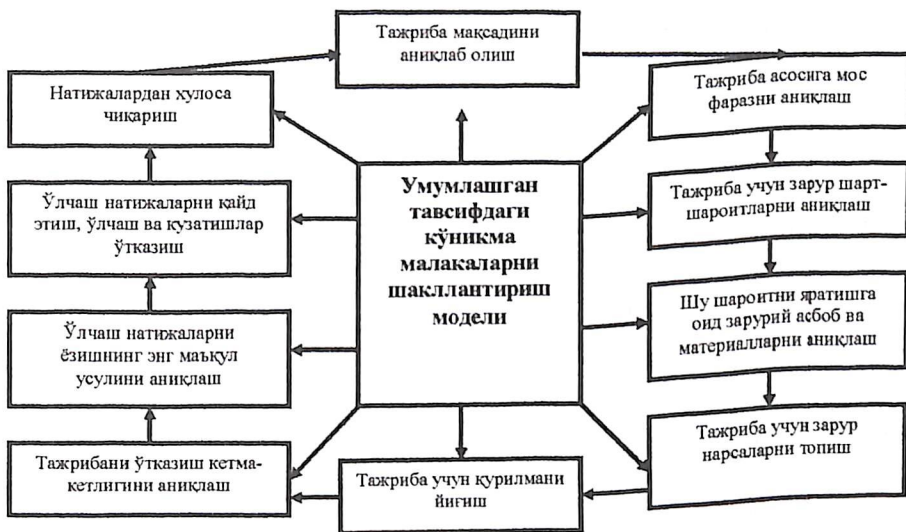 Тажриба мақсадини
аниқлаб олиш
Тажриба асосига мос
фаразни аниқлаш
Тажриба учун зарур шарт-
шароитларни аниқлаш
Шу шароитни яратишга
оид зарурий асбоб ва
материалларни аниқлаш
Тажриба учун зарур
нарсаларни топиш
Тажриба учун қурилмани
йиғиш
Тажрибани ўтказиш кетма-
кетлигини аниқлаш
Ўлчаш натижаларни
ёзишнинг энг маъқул
усулини аниқлаш
Ўлчаш натижаларни қайд
этиш, ўлчаш ва кузатишлар
ўтказиш
Натижалардан хулоса
чиқариш
Умумлашган
тавсифдаги
кўникма
малакаларни
шакллантириш
модели